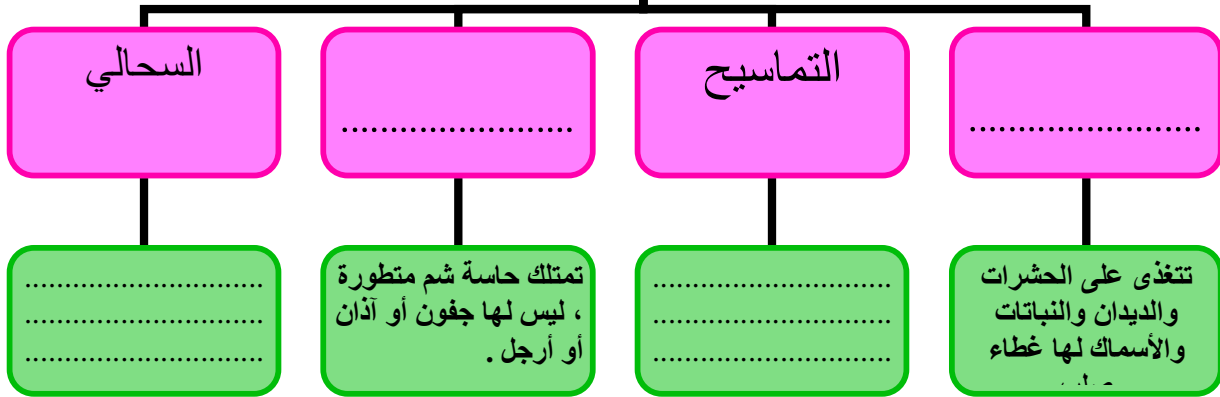 السحالي
........................
التماسيح
........................
..............................
..............................
..............................
تمتلك حاسة شم متطورة
، ليس لها جفون أو آذان
أو أرجل .
..............................
..............................
..............................
تتغذى على الحشرات
والديدان والنباتات
والأسماك لها غطاء